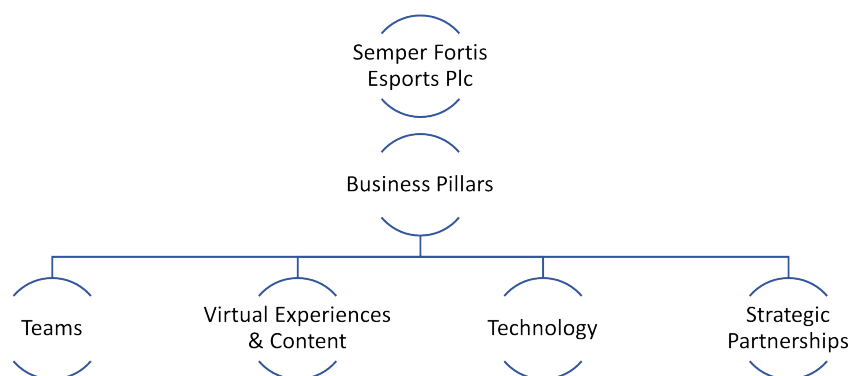 Semper Fortis
Esports Plc
Business Pillars
Teams
Virtual Experiences
& Content
Technology
Strategic
Partnerships